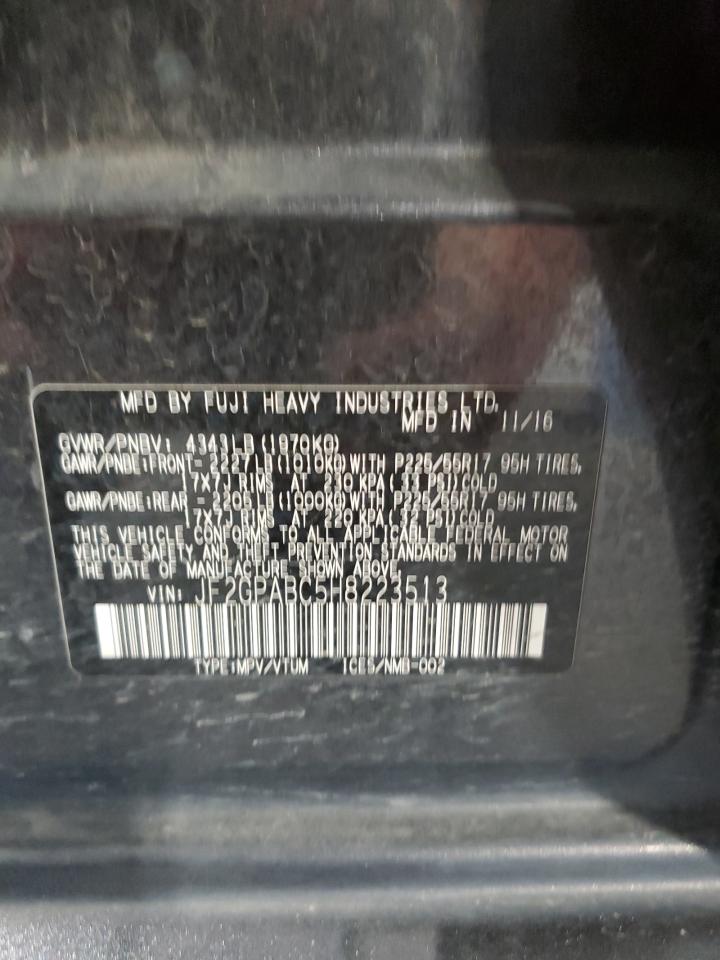 MFD BY FUJI HEAVY INDUSTRIES LTD.
MFD IN 11/16
GVWR/PNBV: 4343LB(1970KG)
GAWR/PNBE:FRONT- 2227LB(1010KG)WITH P225/55R17 95H TIRES,
17X7J RIMS AT 230 KPA(33 PSI)COLD
GAWR/PNBE:REAR - 2205LB(1000KG)WITH P225/55R17 95H TIRES,
17X7J RIMS AT 220 KPA(32 PSI)COLD
THIS VEHICLE CONFORMS TO ALL APPLICABLE FEDERAL MOTOR
VEHICLE SAFETY, AND THEFT PREVENTION STANDARDS IN EFFECT ON
THE DATE OF MANUFACTURE SHOWN ABOVE.
VIN: JF2GPABC5H8223513
TYPE:MPV/VTUM ICES/NMB-002